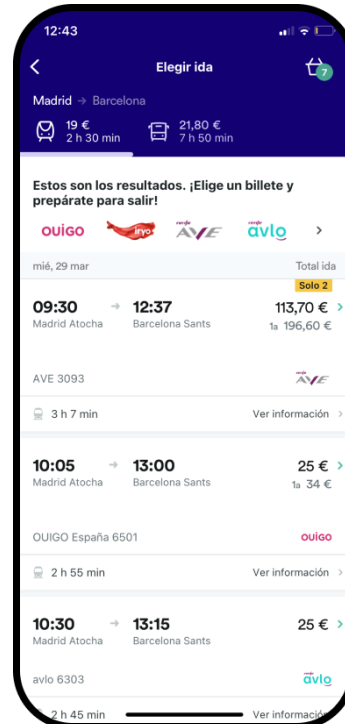 12:43
Elegir ida
7
Madrid → Barcelona
19 € 21,80 €
2 h 30 min 7 h 50 min
Estos son los resultados. ¡Elige un billete y
prepárate para salir!
OUIGO iryo renfe AVE renfe avlo
mié, 29 mar Total ida
Solo 2
09:30 → 12:37 113,70 €
Madrid Atocha Barcelona Sants 1a 196,60 €
AVE 3093 renfe AVE
3 h 7 min Ver información
10:05 → 13:00 25 €
Madrid Atocha Barcelona Sants 1a 34 €
OUIGO España 6501 OUIGO
2 h 55 min Ver información
10:30 → 13:15 25 €
Madrid Atocha Barcelona Sants
avlo 6303 avlo
2 h 45 min Ver información